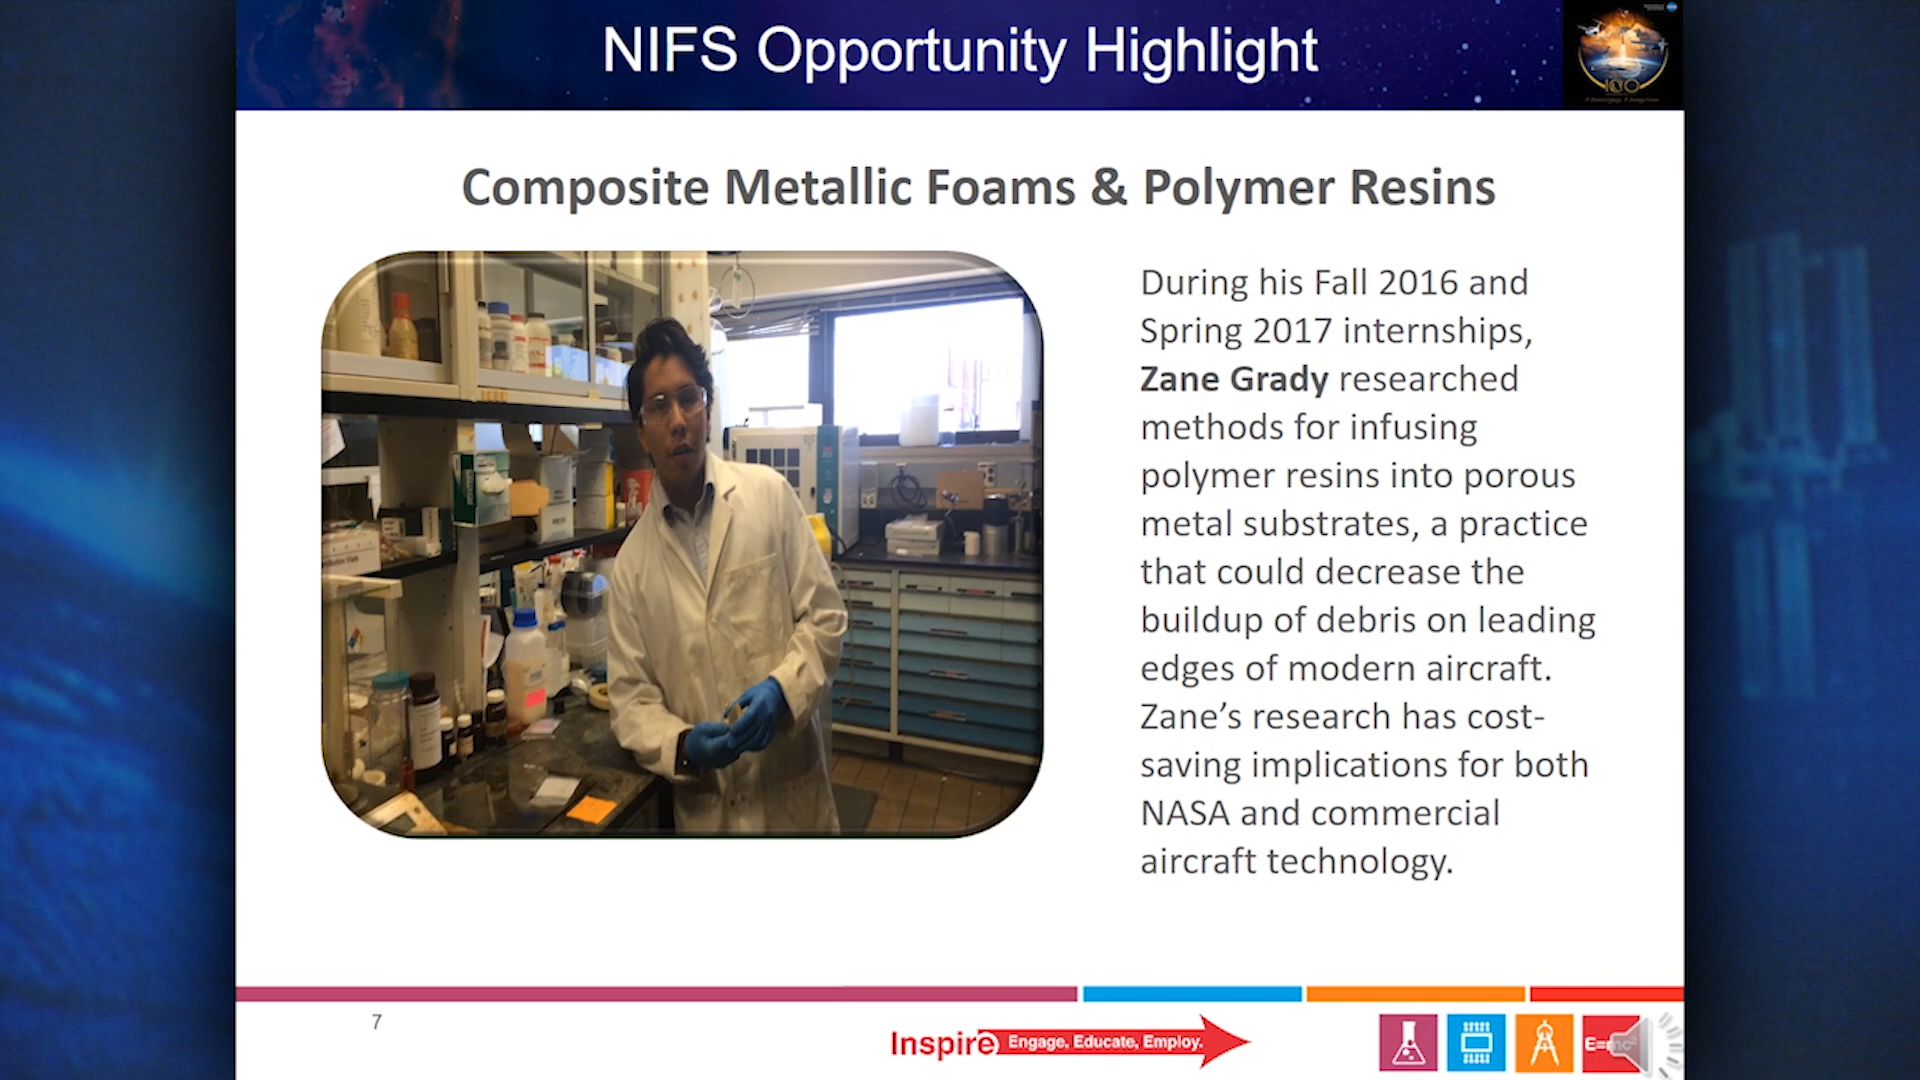 NIFS Opportunity Highlight
100
Composite Metallic Foams & Polymer Resins
During his Fall 2016 and
Spring 2017 internships,
Zane Grady researched
methods for infusing
polymer resins into porous
metal substrates, a practice
that could decrease the
buildup of debris on leading
edges of modern aircraft.
Zane’s research has cost-
saving implications for both
NASA and commercial
aircraft technology.
7
Inspire Engage. Educate, Employ.
E=mc²